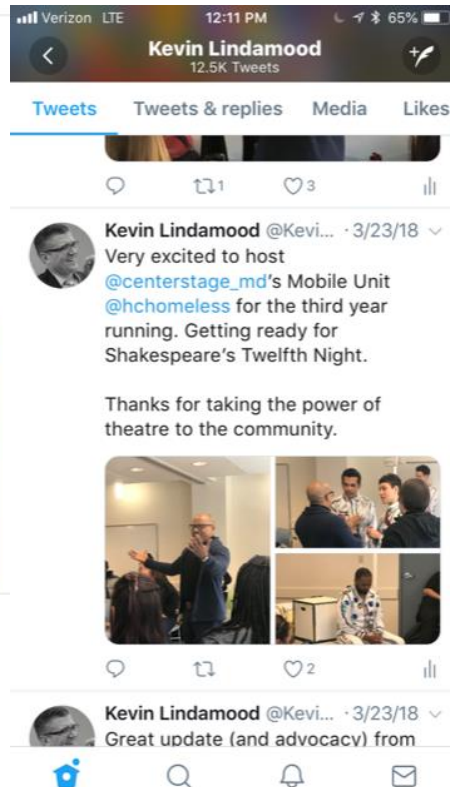 Verizon LTE 12:11 PM 65%
Kevin Lindamood
12.5K Tweets
Tweets Tweets & replies Media Likes
1 3
Kevin Lindamood @Kevi... · 3/23/18
Very excited to host
@centerstage_md's Mobile Unit
@hchomeless for the third year
running. Getting ready for
Shakespeare's Twelfth Night.
Thanks for taking the power of
theatre to the community.
2
Kevin Lindamood @Kevi... · 3/23/18
Great update (and advocacy) from